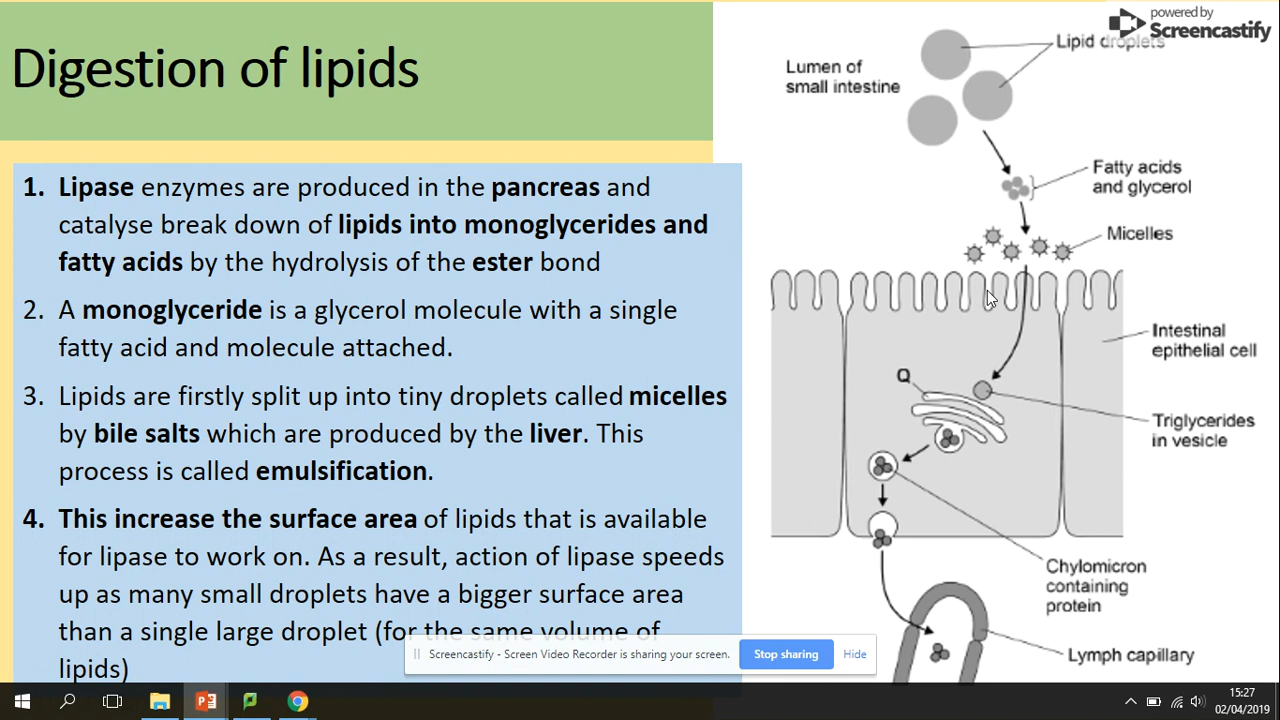 powered by
Screencastify
Digestion of lipids
1. Lipase enzymes are produced in the pancreas and
catalyse break down of lipids into monoglycerides and
fatty acids by the hydrolysis of the ester bond
2. A monoglyceride is a glycerol molecule with a single
fatty acid and molecule attached.
3. Lipids are firstly split up into tiny droplets called micelles
by bile salts which are produced by the liver. This
process is called emulsification.
4. This increase the surface area of lipids that is available
for lipase to work on. As a result, action of lipase speeds
up as many small droplets have a bigger surface area
than a single large droplet (for the same volume of
lipids)
Lipid droplets
Lumen of
small intestine
Fatty acids
and glycerol
Micelles
Intestinal
epithelial cell
Q
Triglycerides
in vesicle
Chylomicron
containing
protein
Lymph capillary
Screencastify - Screen Video Recorder is sharing your screen.
Stop sharing
Hide
15:27
02/04/2019